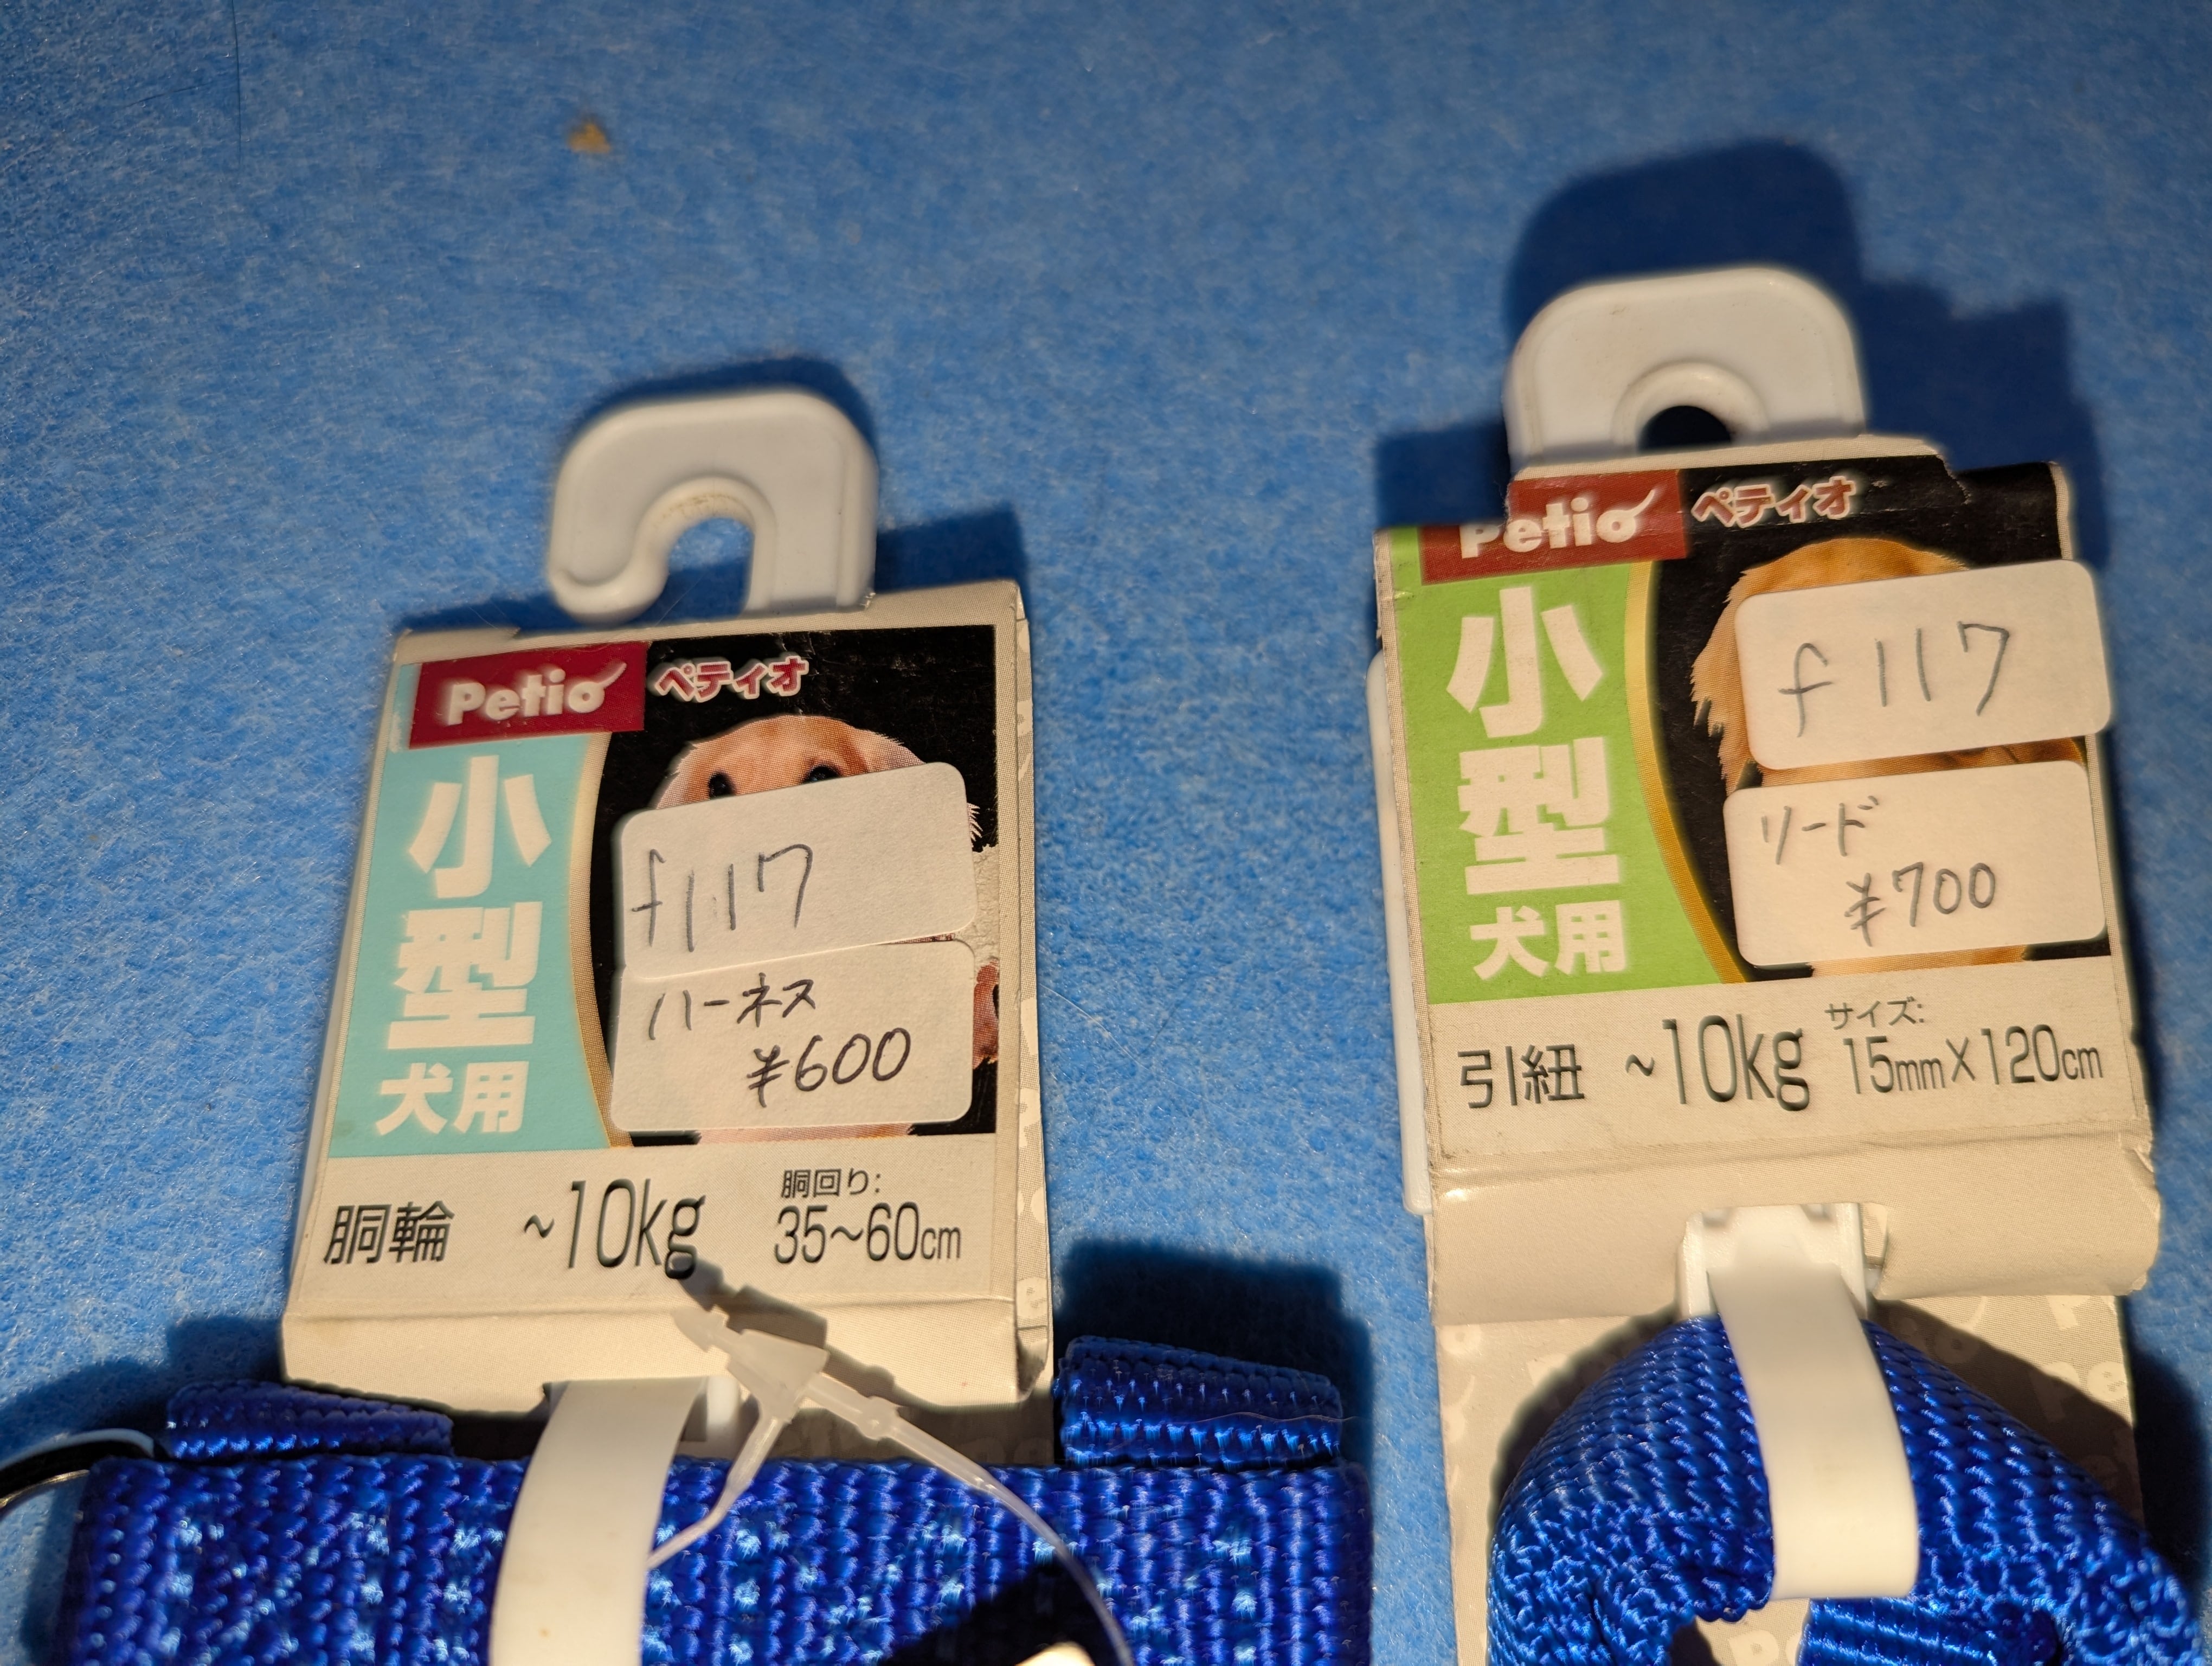 Petio ペティオ
小型犬用
f117
ハーネス
¥600
胴輪 ~10kg 胴回り:
35~60cm
Petio ペティオ
小型犬用
f117
リード
¥700
引紐 ~10kg サイズ:
15mm×120cm